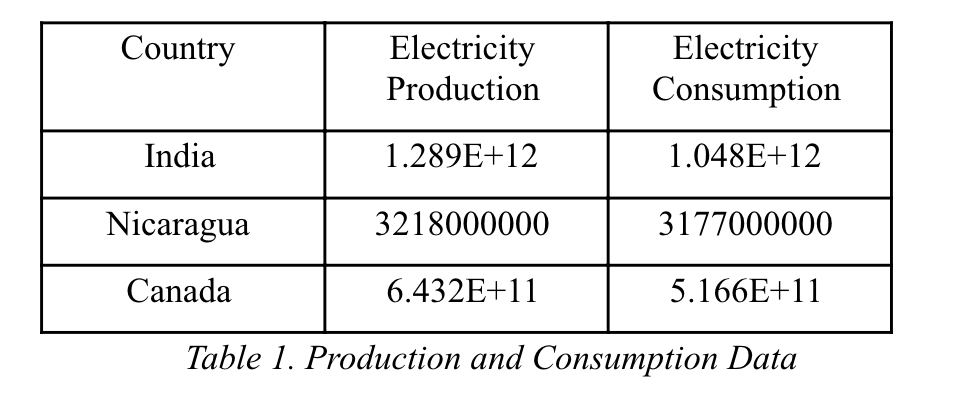 Country Electricity Production Electricity Consumption
India 1.289E+12 1.048E+12
Nicaragua 3218000000 3177000000
Canada 6.432E+11 5.166E+11
Table 1. Production and Consumption Data